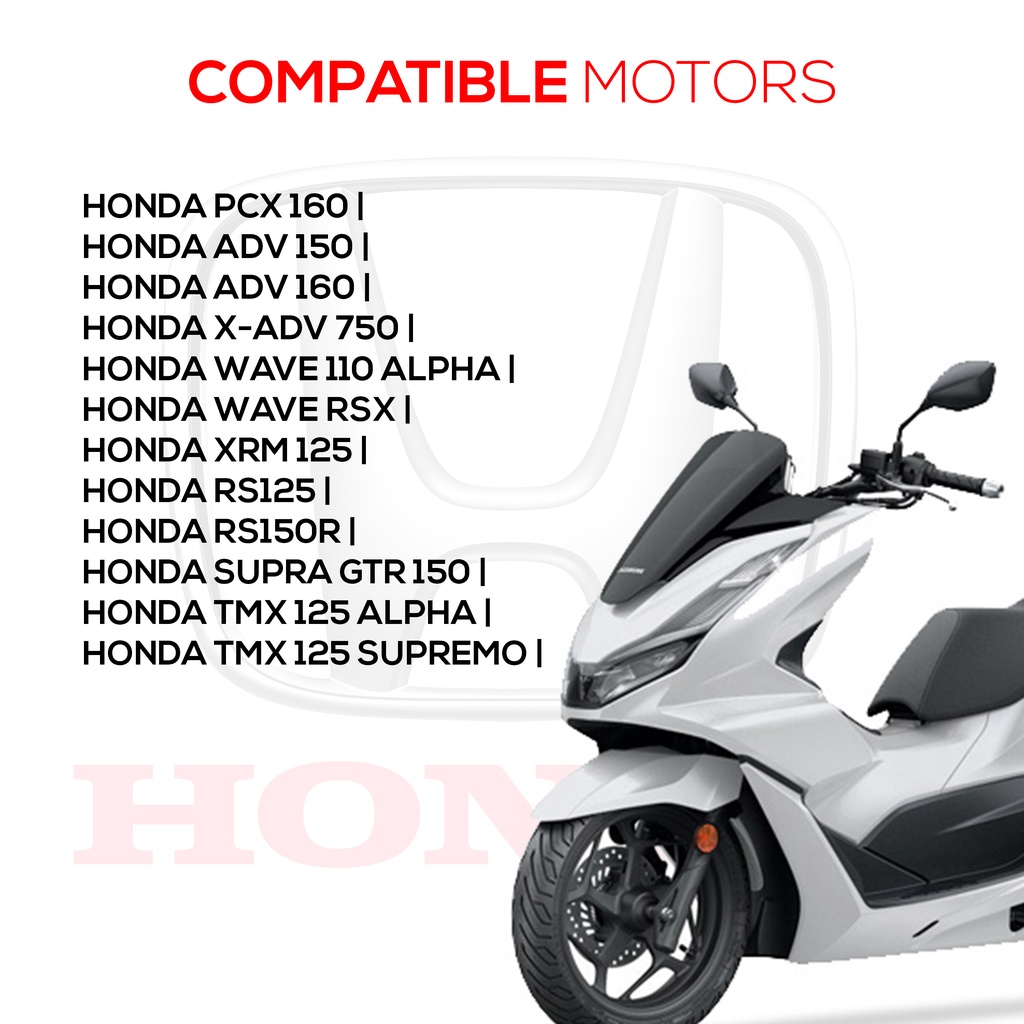 COMPATIBLE MOTORS
HONDA PCX 160 |
HONDA ADV 150 |
HONDA ADV 160 |
HONDA X-ADV 750 |
HONDA WAVE 110 ALPHA |
HONDA WAVE RSX |
HONDA XRM 125 |
HONDA RS125 |
HONDA RS150R |
HONDA SUPRA GTR 150 |
HONDA TMX 125 ALPHA |
HONDA TMX 125 SUPREMO |
HON